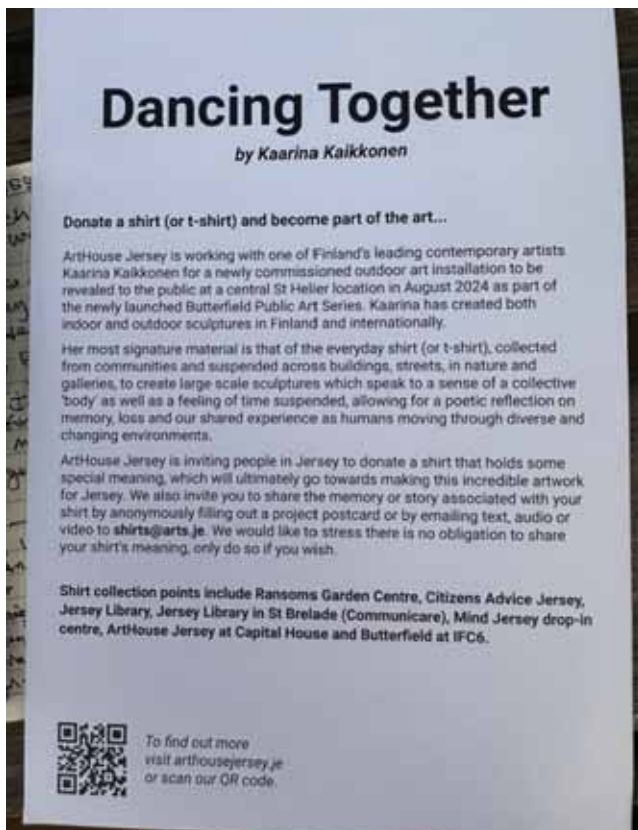 Dancing Together
by Kaarina Kaikkonen
Donate a shirt (or t-shirt) and become part of the art...
ArtHouse Jersey is working with one of Finland's leading contemporary artists
Kaarina Kaikkonen for a newly commissioned outdoor art installation to be
revealed to the public at a central St Helier location in August 2024 as part of
the newly launched Butterfield Public Art Series. Kaarina has created both
indoor and outdoor sculptures in Finland and internationally.
Her most signature material is that of the everyday shirt (or t-shirt), collected
from communities and suspended across buildings, streets, in nature and
galleries, to create large scale sculptures which speak to a sense of a collective
'body' as well as a feeling of time suspended, allowing for a poetic reflection on
memory, loss and our shared experience as humans moving through diverse and
changing environments.
ArtHouse Jersey is inviting people in Jersey to donate a shirt that holds some
special meaning, which will ultimately go towards making this incredible artwork
for Jersey. We also invite you to share the memory or story associated with your
shirt by anonymously filling out a project postcard or by emailing text, audio or
video to shirts@arts.je. We would like to stress there is no obligation to share
your shirt's meaning, only do so if you wish.
Shirt collection points include Ransoms Garden Centre, Citizens Advice Jersey,
Jersey Library, Jersey Library in St Brelade (Communicare), Mind Jersey drop-in
centre, ArtHouse Jersey at Capital House and Butterfield at IFC6.
To find out more
visit arthousejersey.je
or scan our QR code.